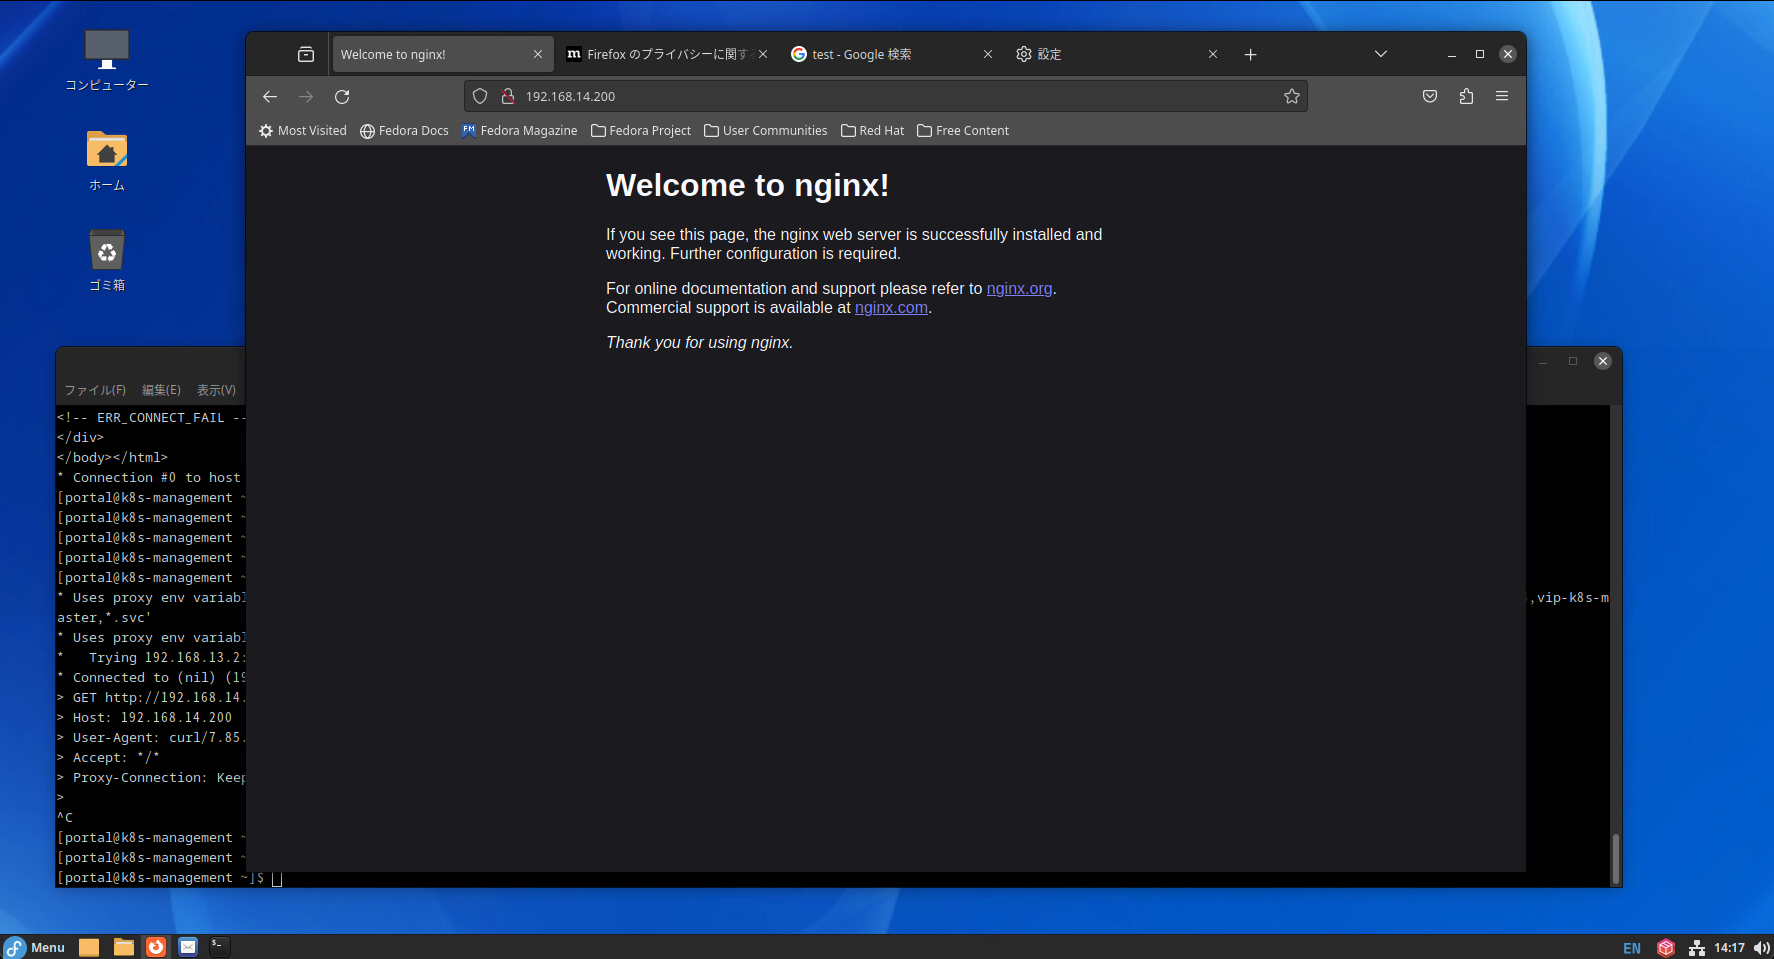 コンピューター
ホーム
ゴミ箱
Welcome to nginx!
Firefox のプライバシーに関す
test - Google 検索
設定
192.168.14.200
Most Visited
Fedora Docs
Fedora Magazine
Fedora Project
User Communities
Red Hat
Free Content
Welcome to nginx!
If you see this page, the nginx web server is successfully installed and
working. Further configuration is required.
For online documentation and support please refer to nginx.org.
Commercial support is available at nginx.com.
Thank you for using nginx.
ファイル(F) 編集(E) 表示(V)
<!-- ERR_CONNECT_FAIL --
</div>
</body></html>
* Connection #0 to host
[portal@k8s-management ~
[portal@k8s-management ~
[portal@k8s-management ~
[portal@k8s-management ~
[portal@k8s-management ~
* Uses proxy env variabl ,vip-k8s-m
aster,*.svc'
* Uses proxy env variabl
* Trying 192.168.13.2:
* Connected to (nil) (19
> GET http://192.168.14.
> Host: 192.168.14.200
> User-Agent: curl/7.85.
> Accept: */*
> Proxy-Connection: Keep
>
^C
[portal@k8s-management ~
[portal@k8s-management ~
[portal@k8s-management ~]$
Menu
EN
14:17